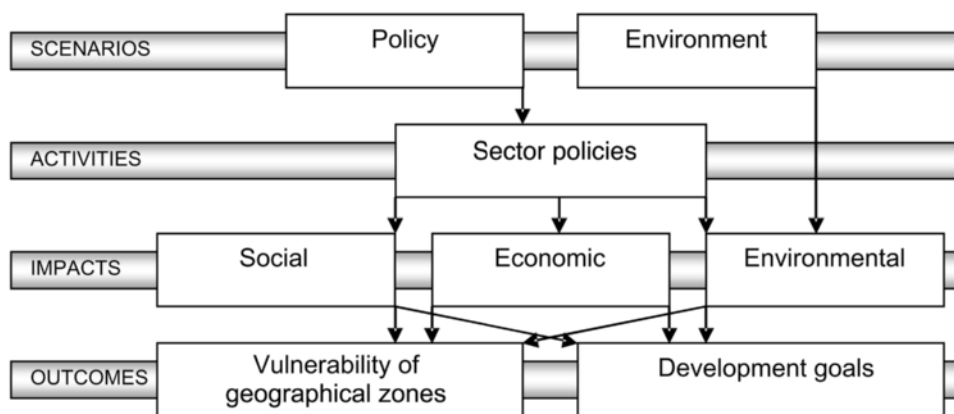 SCENARIOS
Policy
Environment
ACTIVITIES
Sector policies
IMPACTS
Social
Economic
Environmental
OUTCOMES
Vulnerability of
geographical zones
Development goals